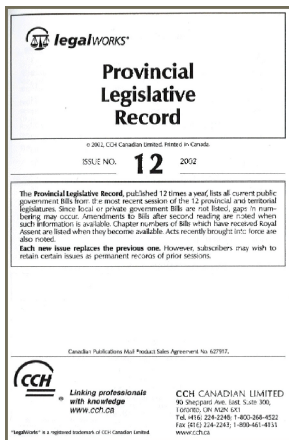 legalWORKS®
Provincial
Legislative
Record
© 2002, CCH Canadian Limited. Printed in Canada.
ISSUE NO. 12 2002
The Provincial Legislative Record, published 12 times a year, lists all current public
government Bills from the most recent session of the 12 provincial and territorial
legislatures. Since local or private government Bills are not listed, gaps in num-
bering may occur. Amendments to Bills after second reading are noted when
such information is available. Chapter numbers of Bills which have received Royal
Assent are listed when they become available. Acts recently brought into force are
also noted.
Each new issue replaces the previous one. However, subscribers may wish to
retain certain issues as permanent records of prior sessions.
Canadian Publications Mail Product Sales Agreement No.
CCH®
Linking professionals
with knowledge
www.cch.ca
CCH CANADIAN LIMITED
90 Sheppard Ave. East, Suite 300,
Toronto, ON M2N 6X1
Tel. (416) 224-2248; 1-800-268-4522
Fax (416) 224-2243; 1-800-461-4131
www.cch.ca
"legalWorks" is a registered trademark of CCH Canadian Limited